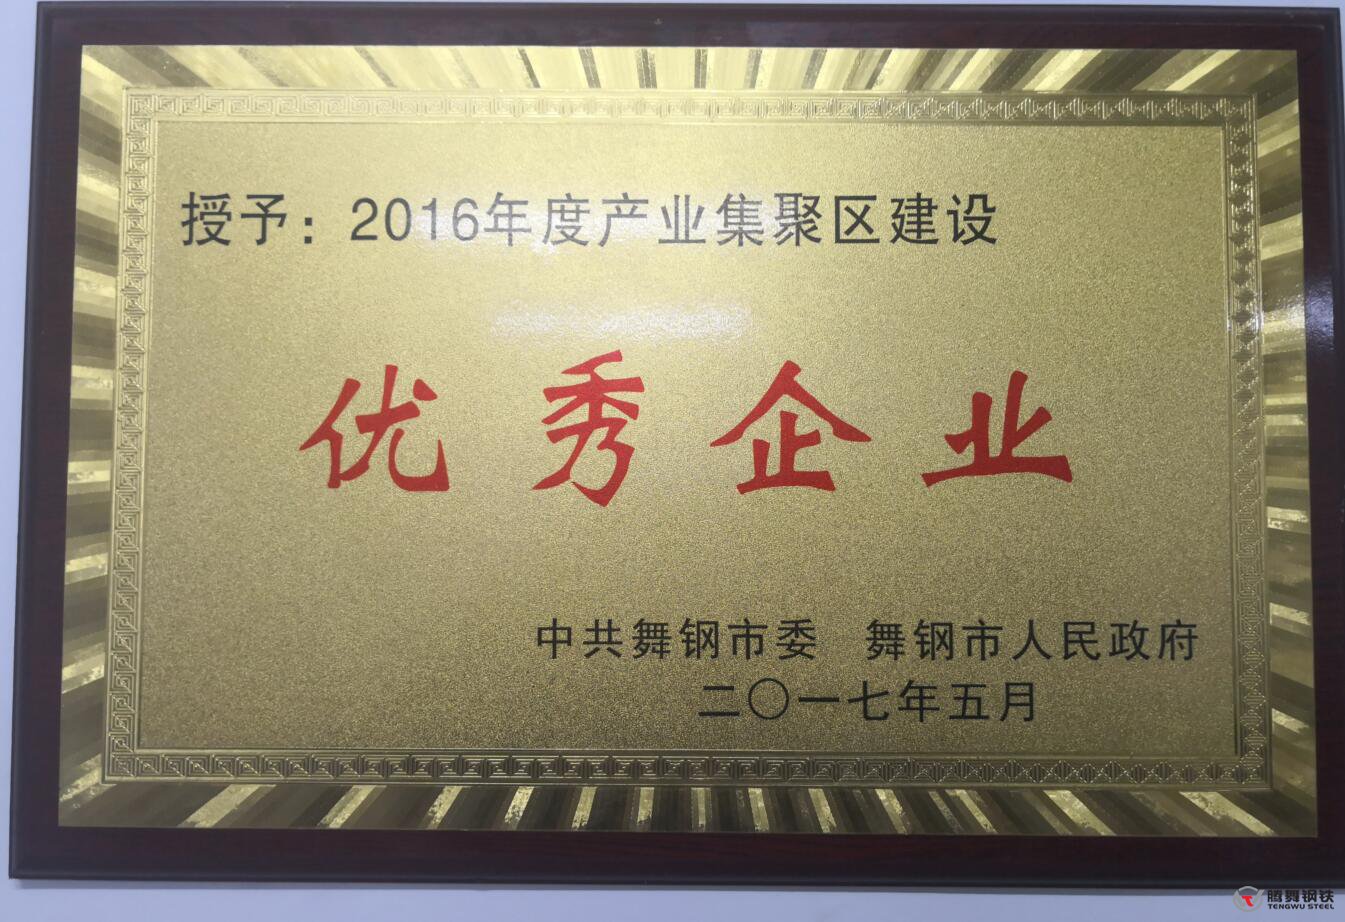 授予：2016年度产业集聚区建设
优秀企业
中共舞钢市委　舞钢市人民政府
二〇一七年五月
腾舞钢铁
TENGWU STEEL